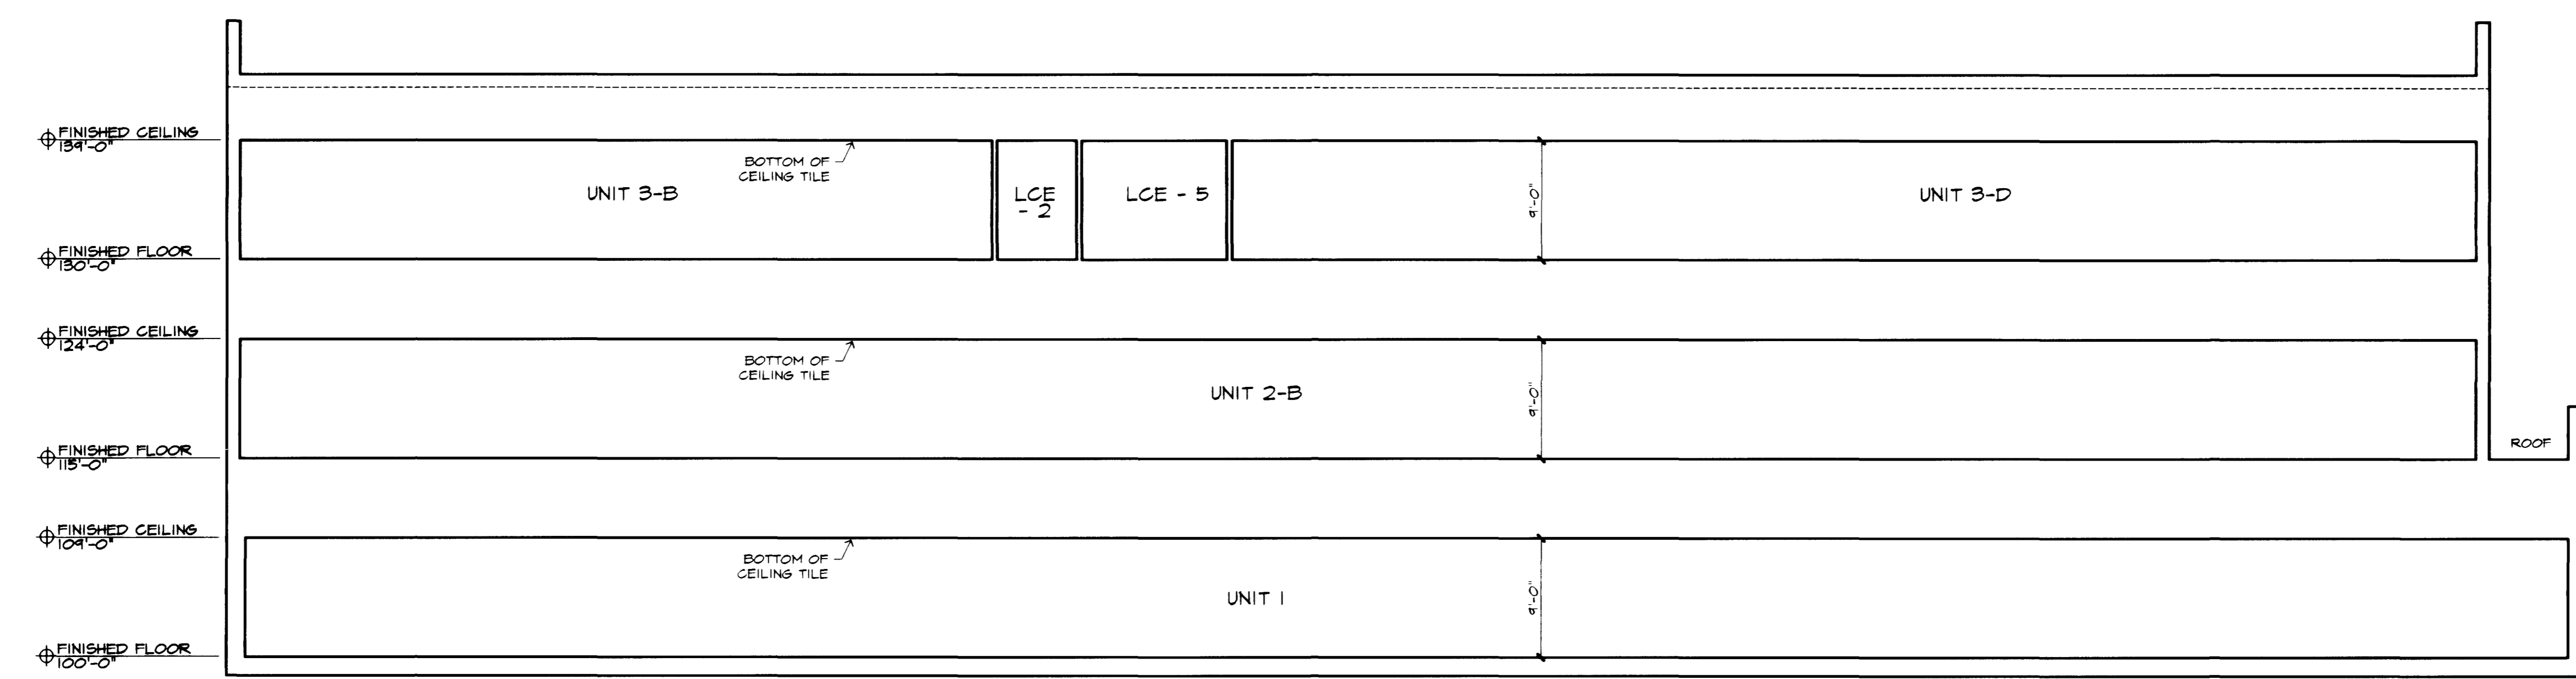 FINISHED CEILING
139'-0"
BOTTOM OF
CEILING TILE
UNIT 3-B
LCE
- 2
LCE - 5
9'-0"
UNIT 3-D
FINISHED FLOOR
130'-0"
FINISHED CEILING
124'-0"
BOTTOM OF
CEILING TILE
UNIT 2-B
9'-0"
FINISHED FLOOR
115'-0"
ROOF
FINISHED CEILING
109'-0"
BOTTOM OF
CEILING TILE
UNIT 1
9'-0"
FINISHED FLOOR
100'-0"